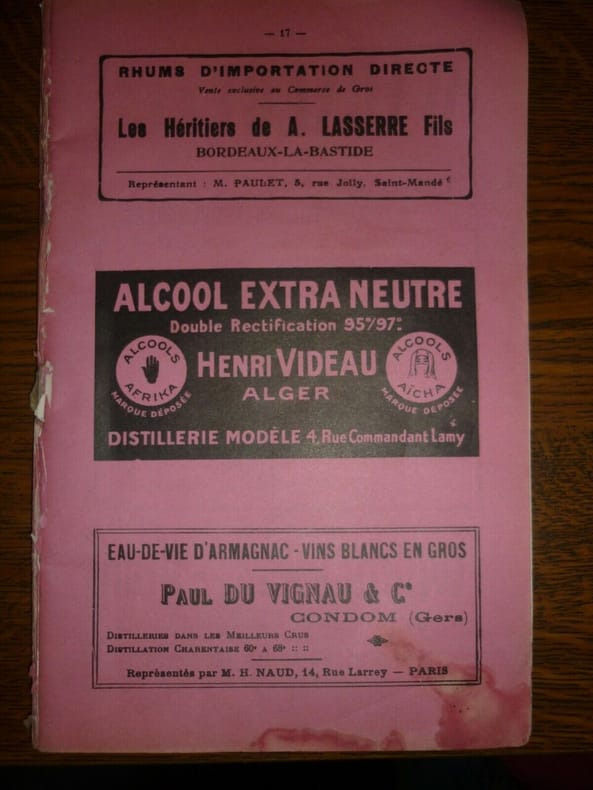 — 17 —
RHUMS D'IMPORTATION DIRECTE
Vente exclusive au Commerce de Gros
Les Héritiers de A. LASSERRE Fils
BORDEAUX-LA-BASTIDE
Représentant : M. PAULET, 5, rue Jolly, Saint-Mandé
ALCOOL EXTRA NEUTRE
Double Rectification 95°/97°
ALCOOLS AFRIKA
MARQUE DÉPOSÉE
HENRI VIDEAU
ALGER
ALCOOLS AÏCHA
MARQUE DÉPOSÉE
DISTILLERIE MODÈLE 4, Rue Commandant Lamy
EAU-DE-VIE D'ARMAGNAC - VINS BLANCS EN GROS
PAUL DU VIGNAU & Cº
CONDOM (Gers)
DISTILLERIES DANS LES MEILLEURS CRUS
DISTILLATION CHARENTAISE 60º A 68º :: ::
Représentés par M. H. NAUD, 14, Rue Larrey — PARIS